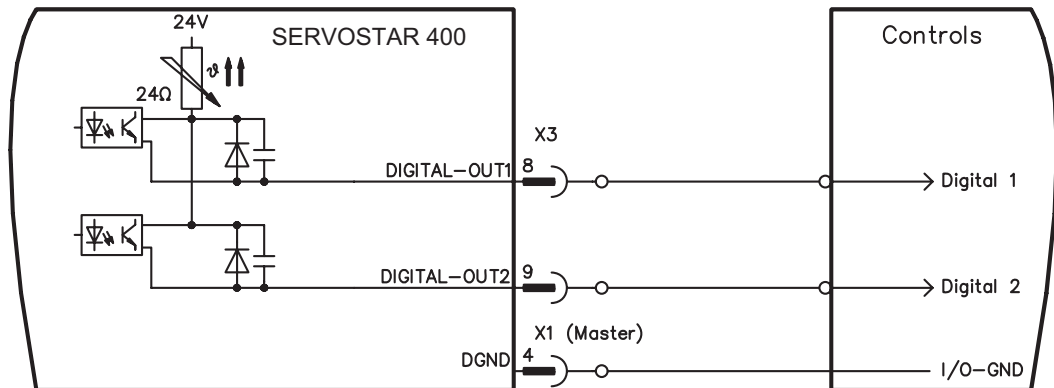 24V
SERVOSTAR 400
Controls
ϑ
24Ω
X3
DIGITAL-OUT1
8
Digital 1
DIGITAL-OUT2
9
Digital 2
X1 (Master)
DGND
4
I/O-GND